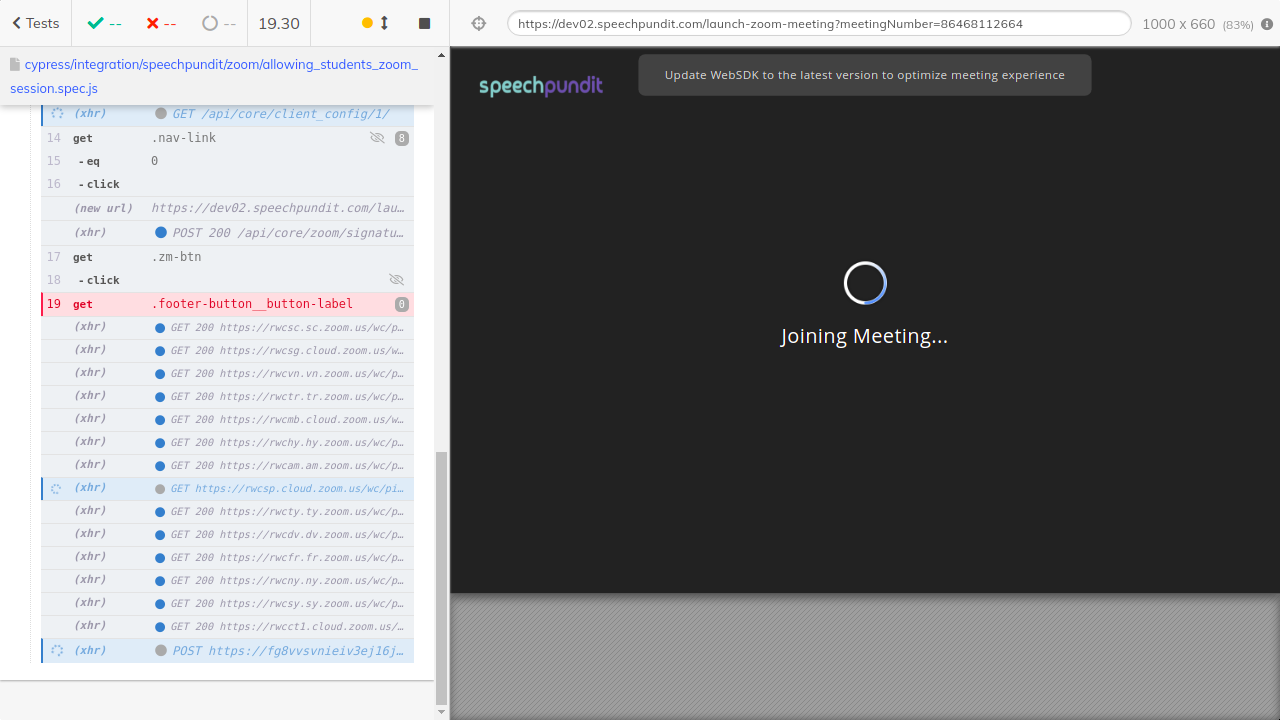 Tests
--
--
--
19.30
https://dev02.speechpundit.com/launch-zoom-meeting?meetingNumber=86468112664
1000 x 660 (83%)
cypress/integration/speechpundit/zoom/allowing_students_zoom_
session.spec.js
(xhr) GET /api/core/client_config/1/
14 get .nav-link 8
15 - eq 0
16 - click
(new url) https://dev02.speechpundit.com/lau…
(xhr) POST 200 /api/core/zoom/signatu…
17 get .zm-btn
18 - click
19 get .footer-button__button-label 0
(xhr) GET 200 https://rwcsc.sc.zoom.us/wc/p…
(xhr) GET 200 https://rwcsg.cloud.zoom.us/w…
(xhr) GET 200 https://rwcvn.vn.zoom.us/wc/p…
(xhr) GET 200 https://rwctr.tr.zoom.us/wc/p…
(xhr) GET 200 https://rwcmb.cloud.zoom.us/w…
(xhr) GET 200 https://rwchy.hy.zoom.us/wc/p…
(xhr) GET 200 https://rwcam.am.zoom.us/wc/p…
(xhr) GET https://rwcsp.cloud.zoom.us/wc/pi…
(xhr) GET 200 https://rwcty.ty.zoom.us/wc/p…
(xhr) GET 200 https://rwcdv.dv.zoom.us/wc/p…
(xhr) GET 200 https://rwcfr.fr.zoom.us/wc/p…
(xhr) GET 200 https://rwcny.ny.zoom.us/wc/p…
(xhr) GET 200 https://rwcsy.sy.zoom.us/wc/p…
(xhr) GET 200 https://rwcct1.cloud.zoom.us/…
(xhr) POST https://fg8vvsvnieiv3ej16j…
speechpundit
Update WebSDK to the latest version to optimize meeting experience
Joining Meeting...